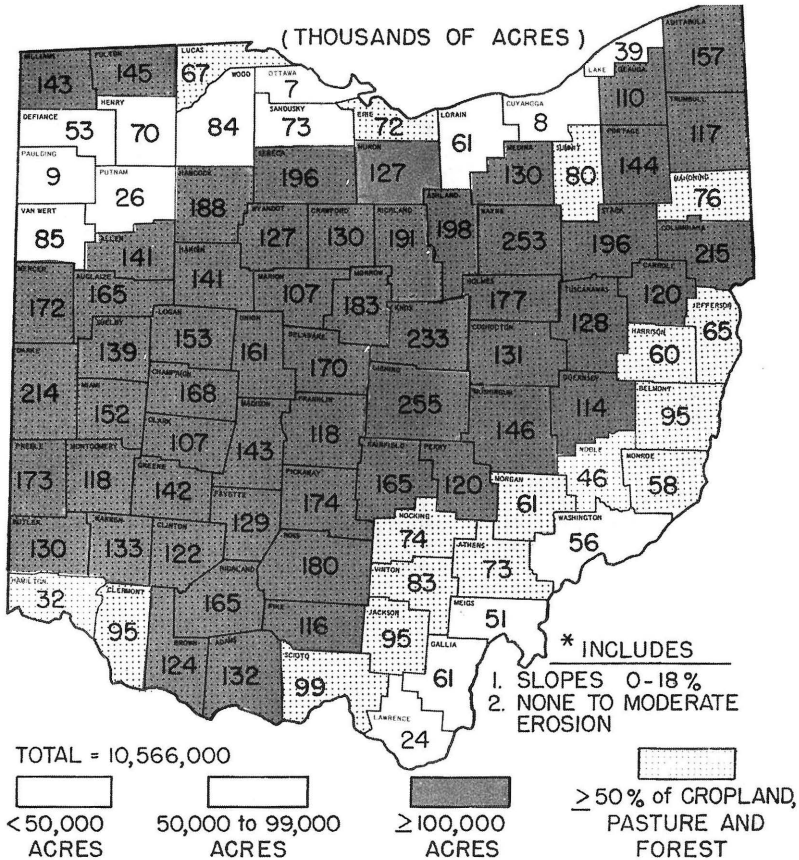 (THOUSANDS OF ACRES)
WILLIAMS
143
FULTON
145
LUCAS
67
WOOD
84
OTTAWA
7
LAKE
39
GEAUGA
110
ASHTABULA
157
DEFIANCE
53
HENRY
70
SANDUSKY
73
ERIE
72
LORAIN
61
CUYAHOGA
8
TRUMBULL
117
PAULDING
9
PUTNAM
26
HANCOCK
188
SENECA
196
HURON
127
MEDINA
130
SUMMIT
80
PORTAGE
144
MAHONING
76
VAN WERT
85
ALLEN
141
WYANDOT
127
CRAWFORD
130
RICHLAND
191
ASHLAND
198
WAYNE
253
STARK
196
COLUMBIANA
215
MERCER
172
AUGLAIZE
165
HARDIN
141
MARION
107
MORROW
183
HOLMES
177
TUSCARAWAS
128
CARROLL
120
JEFFERSON
65
SHELBY
139
LOGAN
153
UNION
161
DELAWARE
170
KNOX
233
COSHOCTON
131
HARRISON
60
DARKE
214
MIAMI
152
CHAMPAIGN
168
LICKING
255
MUSKINGUM
146
GUERNSEY
114
BELMONT
95
CLARK
107
MADISON
143
FRANKLIN
118
PREBLE
173
MONTGOMERY
118
GREENE
142
FAYETTE
129
PICKAWAY
174
FAIRFIELD
165
PERRY
120
MORGAN
61
NOBLE
46
MONROE
58
BUTLER
130
WARREN
133
CLINTON
122
ROSS
180
HOCKING
74
ATHENS
73
WASHINGTON
56
HAMILTON
32
CLERMONT
95
HIGHLAND
165
PIKE
116
VINTON
83
MEIGS
51
BROWN
124
ADAMS
132
SCIOTO
99
JACKSON
95
GALLIA
61
LAWRENCE
24
* INCLUDES
1. SLOPES 0-18%
2. NONE TO MODERATE
EROSION
TOTAL = 10,566,000
<50,000
ACRES
50,000 to 99,000
ACRES
≥100,000
ACRES
≥50% of CROPLAND,
PASTURE AND
FOREST